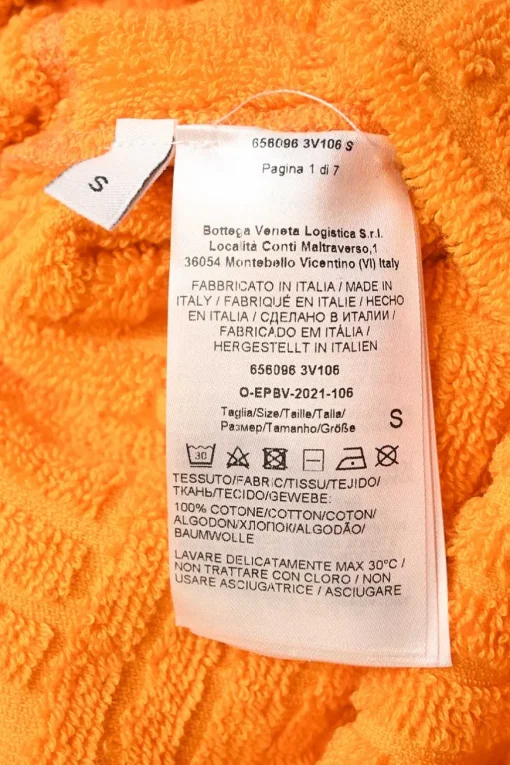 656096 3V106 S
Pagina 1 di 7
S
Bottega Veneta Logistica S.r.l.
Località Conti Maltraverso,1
36054 Montebello Vicentino (VI) Italy
FABBRICATO IN ITALIA / MADE IN
ITALY / FABRIQUÉ EN ITALIE / HECHO
EN ITALIA / СДЕЛАНО В ИТАЛИИ /
FABRICADO EM ITÁLIA /
HERGESTELLT IN ITALIEN
656096 3V106
O-EPBV-2021-106
Taglia/Size/Taille/Talla/
Размер/Tamanho/Größe
S
30
TESSUTO/FABRIC/TISSU/TEJIDO/
ТКАНЬ/TECIDO/GEWEBE:
100% COTONE/COTTON/COTON/
ALGODON/ХЛОПОК/ALGODÃO/
BAUMWOLLE
LAVARE DELICATAMENTE MAX 30°C /
NON TRATTARE CON CLORO / NON
USARE ASCIUGATRICE / ASCIUGARE